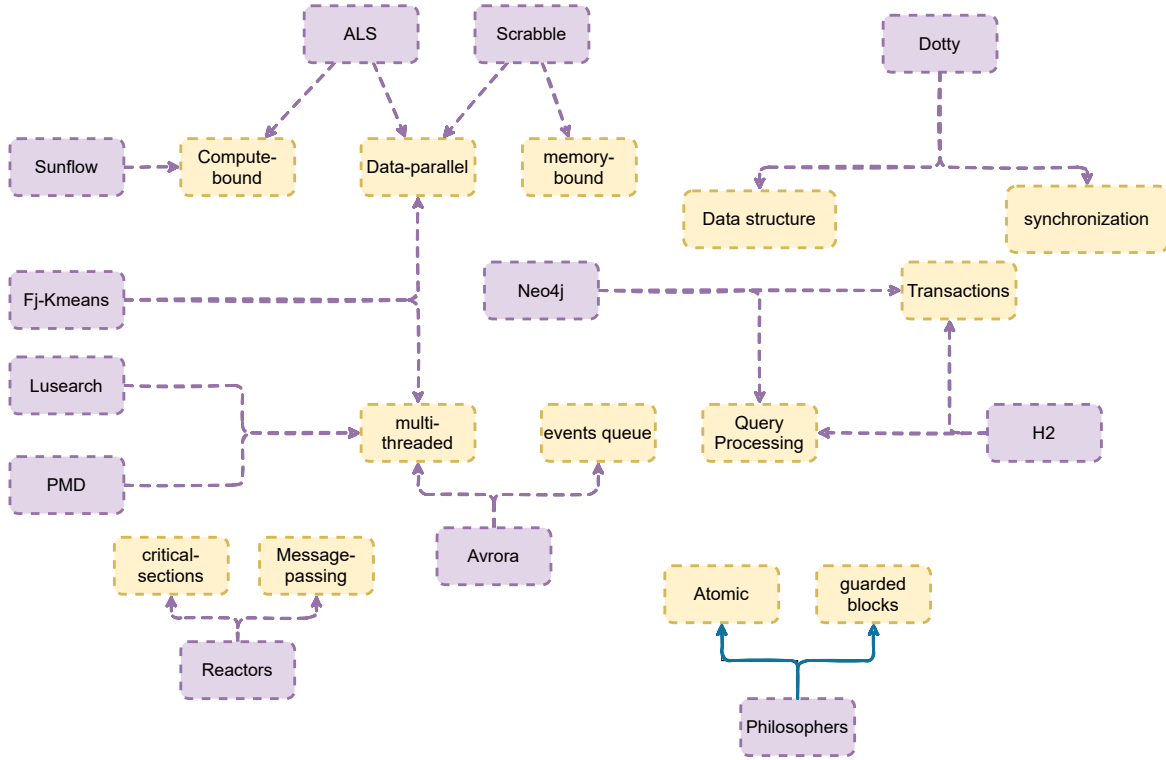 ALS
Scrabble
Dotty
Sunflow
Compute-
bound
Data-parallel
memory-
bound
Data structure
synchronization
Fj-Kmeans
Neo4j
Transactions
Lusearch
multi-
threaded
events queue
Query
Processing
H2
PMD
critical-
sections
Message-
passing
Avrora
Atomic
guarded
blocks
Reactors
Philosophers